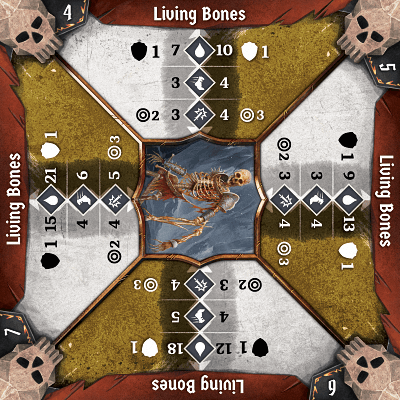 4
Living Bones
1 7 10 1
3 4
2 3 4 3
5
Living Bones
1 9 13 1
3 4
2 3 4 3
6
Living Bones
1 12 18 1
4 5
2 3 4 3
7
Living Bones
1 15 21 1
4 6
2 4 5 3